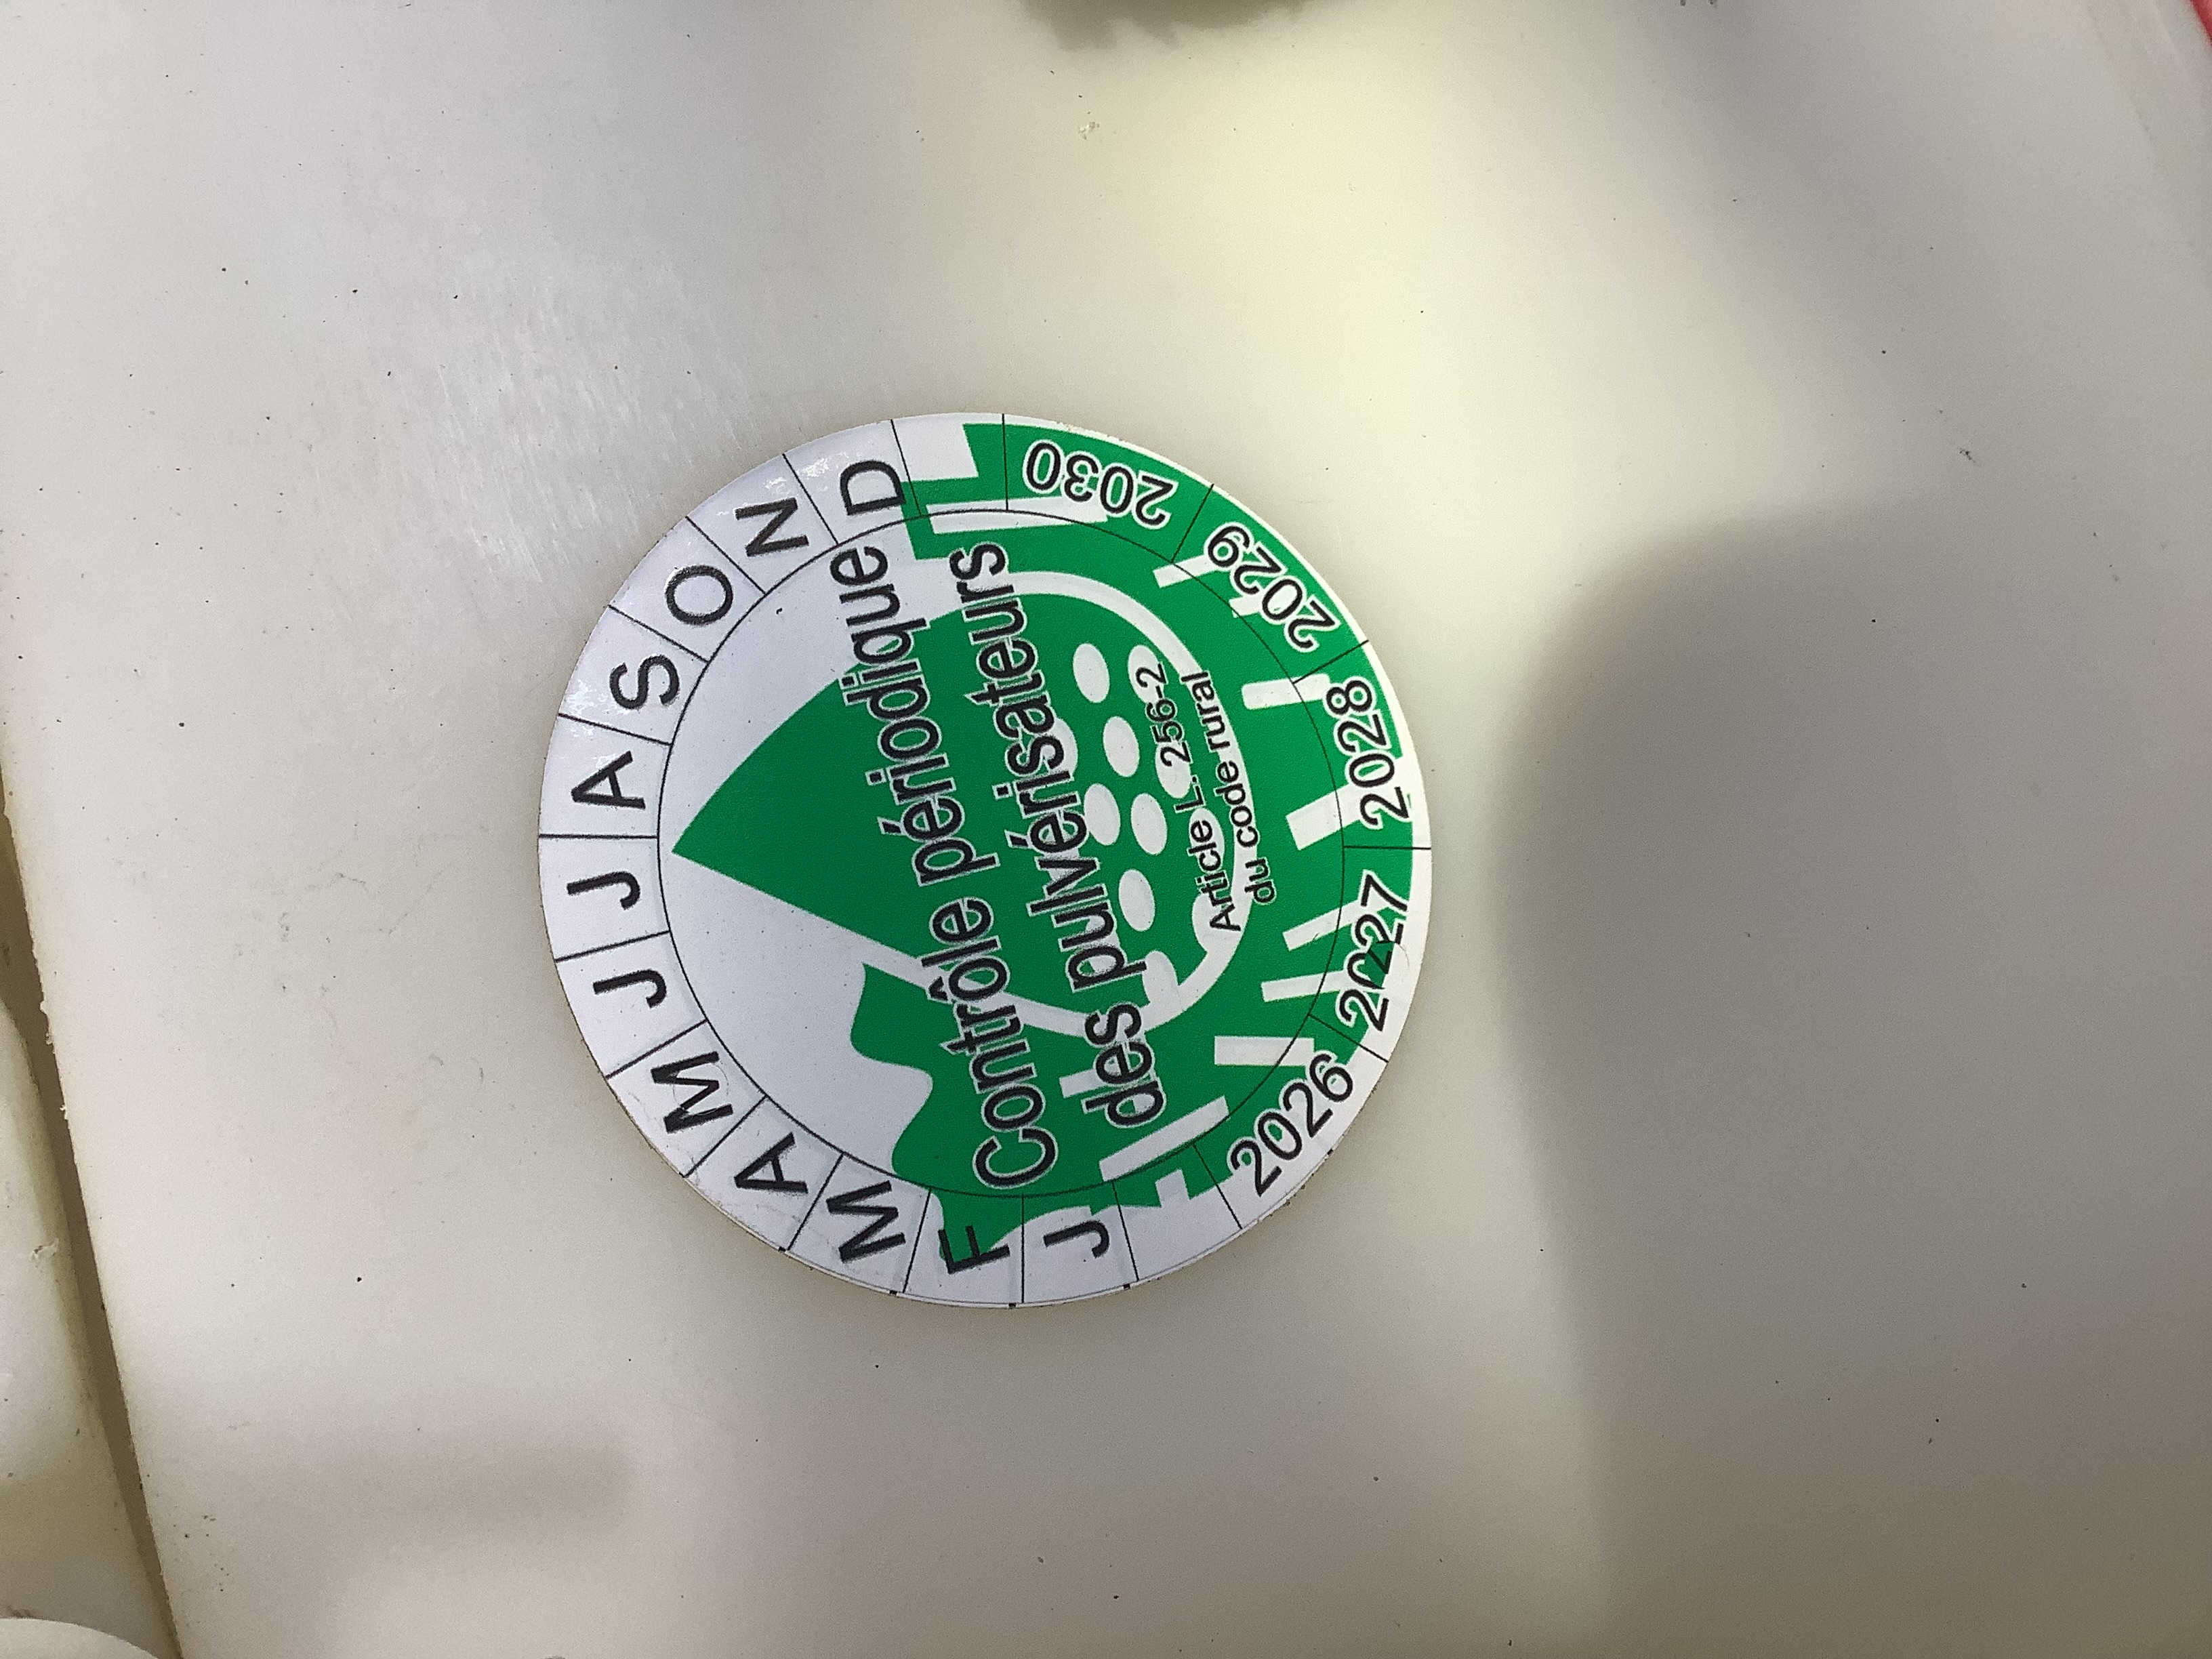 J F M A M J J A S O N D
Contrôle périodique
des pulvérisateurs
Article L. 256-2
du code rural
2026 2027 2028 2029 2030